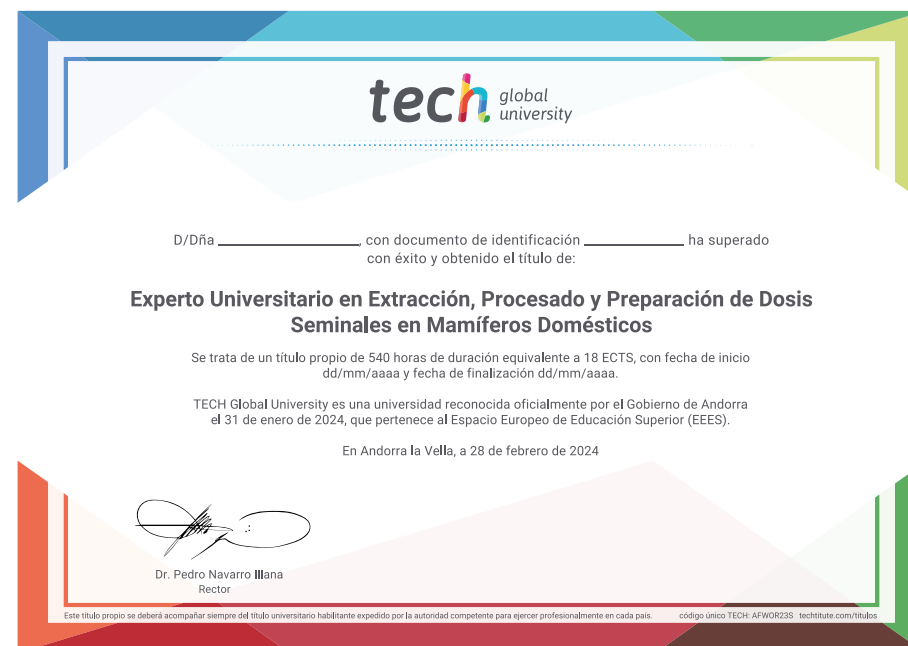 tech global university
D/Dña ____________________, con documento de identificación ______________ ha superado
con éxito y obtenido el título de:
Experto Universitario en Extracción, Procesado y Preparación de Dosis
Seminales en Mamíferos Domésticos
Se trata de un título propio de 540 horas de duración equivalente a 18 ECTS, con fecha de inicio
dd/mm/aaaa y fecha de finalización dd/mm/aaaa.
TECH Global University es una universidad reconocida oficialmente por el Gobierno de Andorra
el 31 de enero de 2024, que pertenece al Espacio Europeo de Educación Superior (EEES).
En Andorra la Vella, a 28 de febrero de 2024
Dr. Pedro Navarro Illana
Rector
Este título propio se deberá acompañar siempre del título universitario habilitante expedido por la autoridad competente para ejercer profesionalmente en cada país. código único TECH: AFWOR23S techtitute.com/titulos